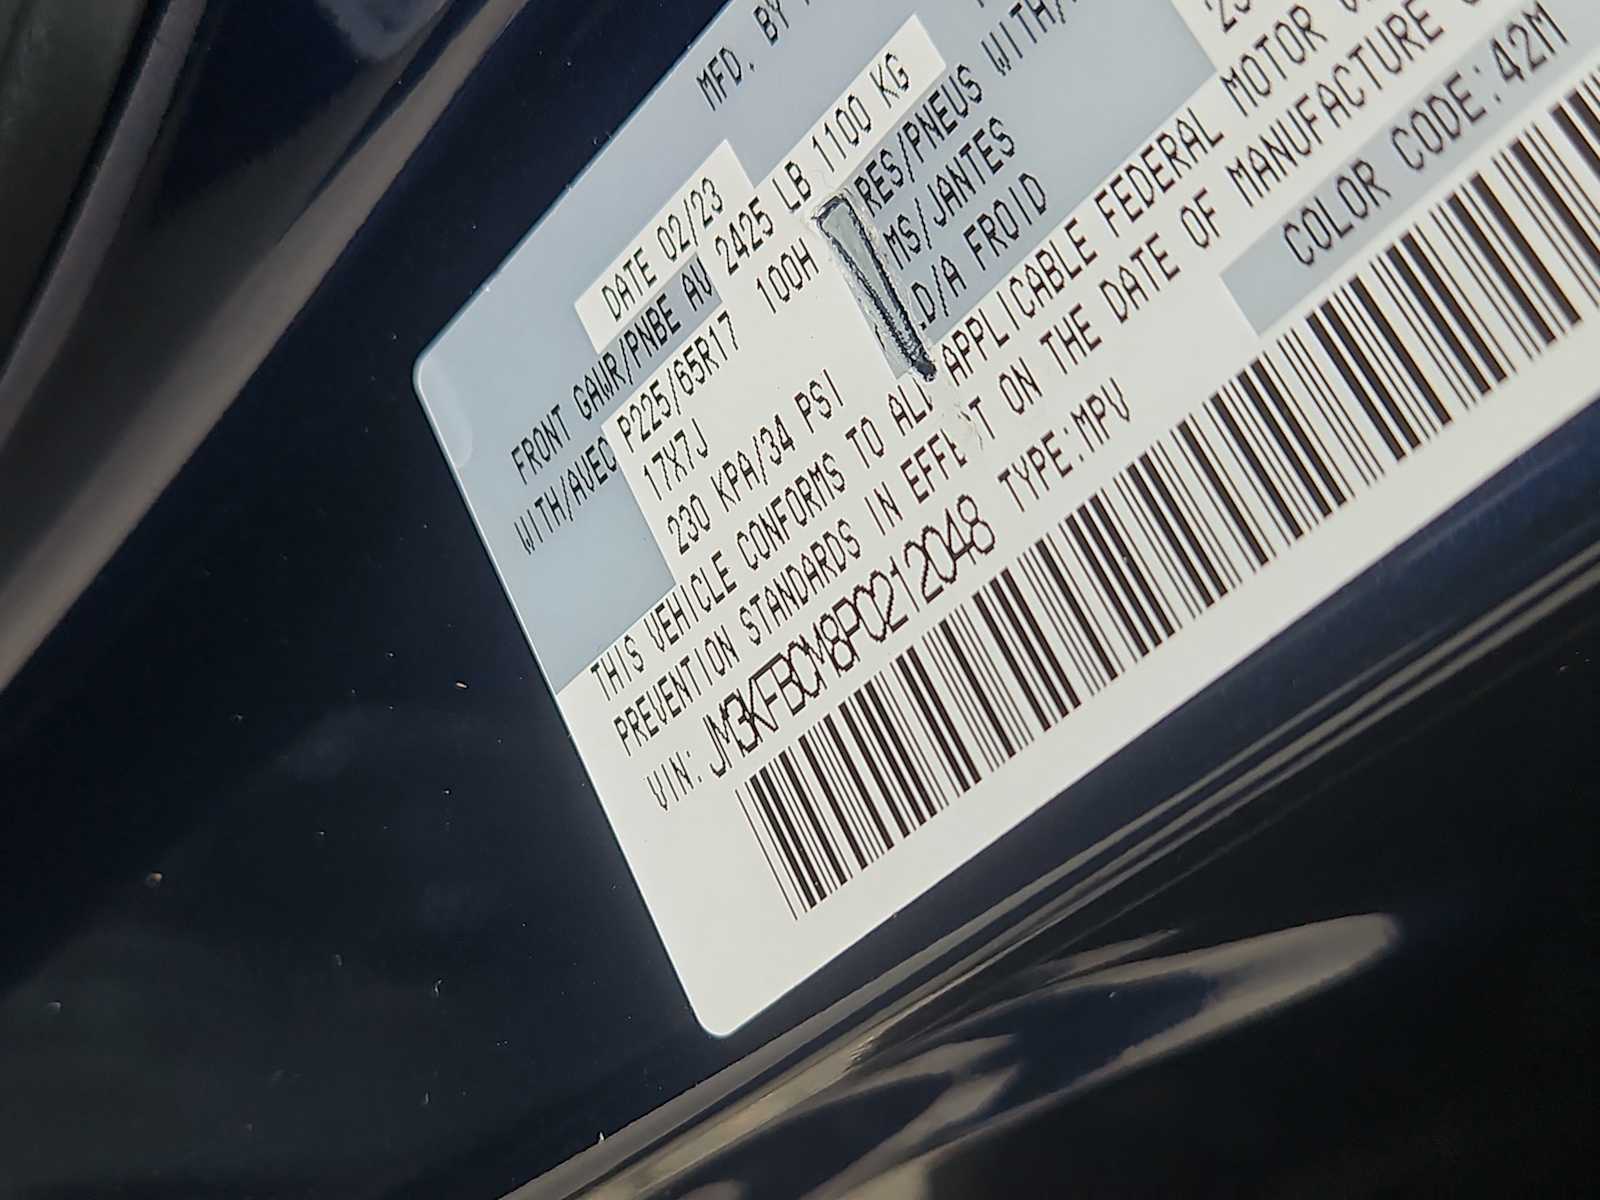 MFD. BY
DATE 02/23
FRONT GAWR/PNBE AV 2425 LB 1100 KG
WITH/AVEC P225/65R17 100H RES/PNEUS WITH/
17X7J MS/JANTES
230 KPA/34 PSI LD/A FROID
THIS VEHICLE CONFORMS TO ALL APPLICABLE FEDERAL MOTOR
PREVENTION STANDARDS IN EFFE T ON THE DATE OF MANUFACTURE
VIN: JM3KFBCM8P0212048 TYPE:MPV COLOR CODE:42M